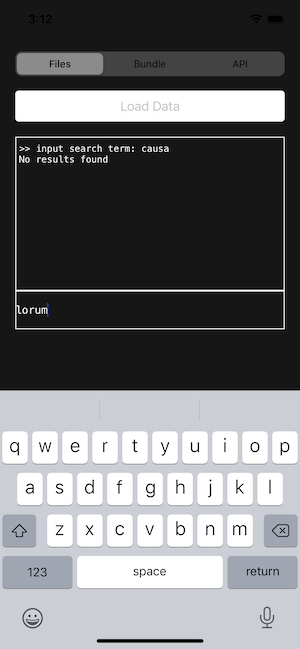 3:12
Files Bundle API
Load Data
>> input search term: causa
No results found
lorum
q w e r t y u i o p
a s d f g h j k l
z x c v b n m
123 space return